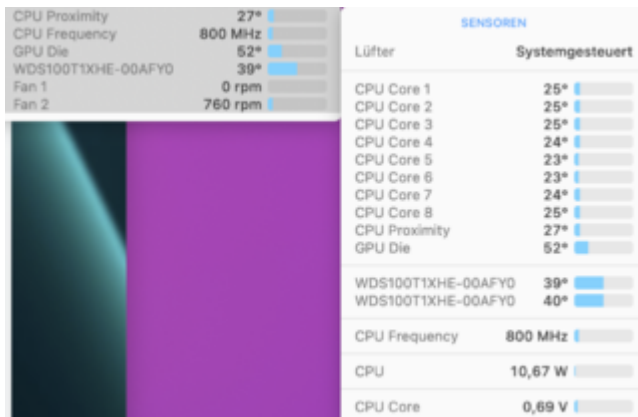 CPU Proximity 27°
CPU Frequency 800 MHz
GPU Die 52°
WDS100T1XHE-00AFY0 39°
Fan 1 0 rpm
Fan 2 760 rpm
SENSOREN
Lüfter Systemgesteuert
CPU Core 1 25°
CPU Core 2 25°
CPU Core 3 25°
CPU Core 4 24°
CPU Core 5 23°
CPU Core 6 23°
CPU Core 7 24°
CPU Core 8 25°
CPU Proximity 27°
GPU Die 52°
WDS100T1XHE-00AFY0 39°
WDS100T1XHE-00AFY0 40°
CPU Frequency 800 MHz
CPU 10,67 W
CPU Core 0,69 V